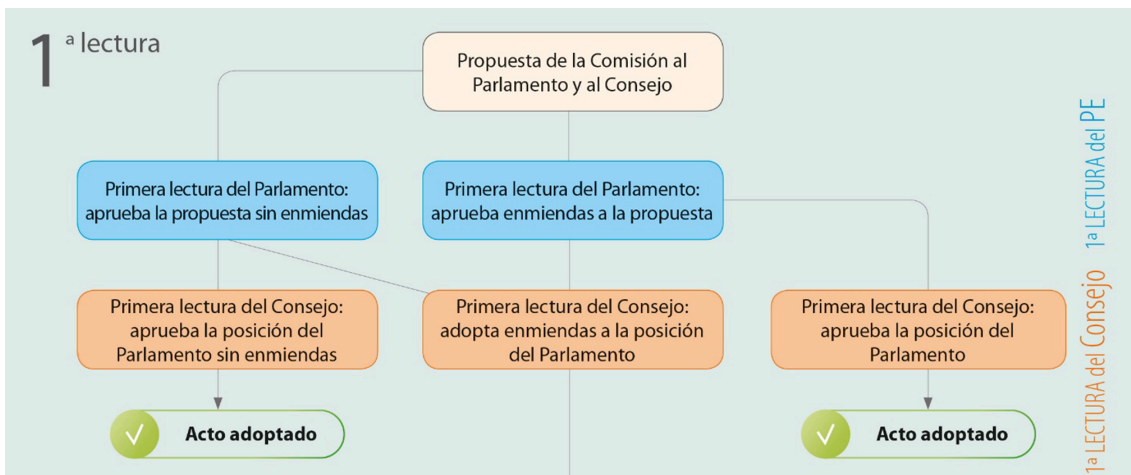 1ª lectura
Propuesta de la Comisión al
Parlamento y al Consejo
Primera lectura del Parlamento:
aprueba la propuesta sin enmiendas
Primera lectura del Parlamento:
aprueba enmiendas a la propuesta
1ª LECTURA del PE
Primera lectura del Consejo:
aprueba la posición del
Parlamento sin enmiendas
Primera lectura del Consejo:
adopta enmiendas a la posición
del Parlamento
Primera lectura del Consejo:
aprueba la posición del
Parlamento
1ª LECTURA del Consejo
Acto adoptado
Acto adoptado